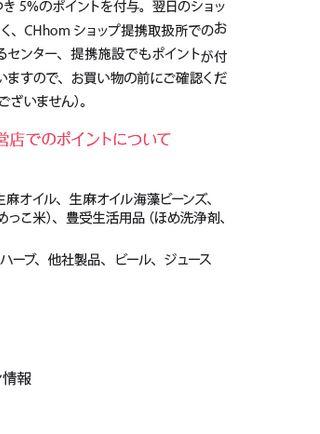 つき 5%のポイントを付与。翌日のショッ
く、CHhom ショップ提携取扱所でのお
るセンター、提携施設でもポイントが付
いますので、お買い物の前にご確認くだ
ございません）。
営店でのポイントについて
生麻オイル、生麻オイル海藻ビーンズ、
めっこ米）、豊受生活用品（ほめ洗浄剤、
ハーブ、他社製品、ビール、ジュース
情報